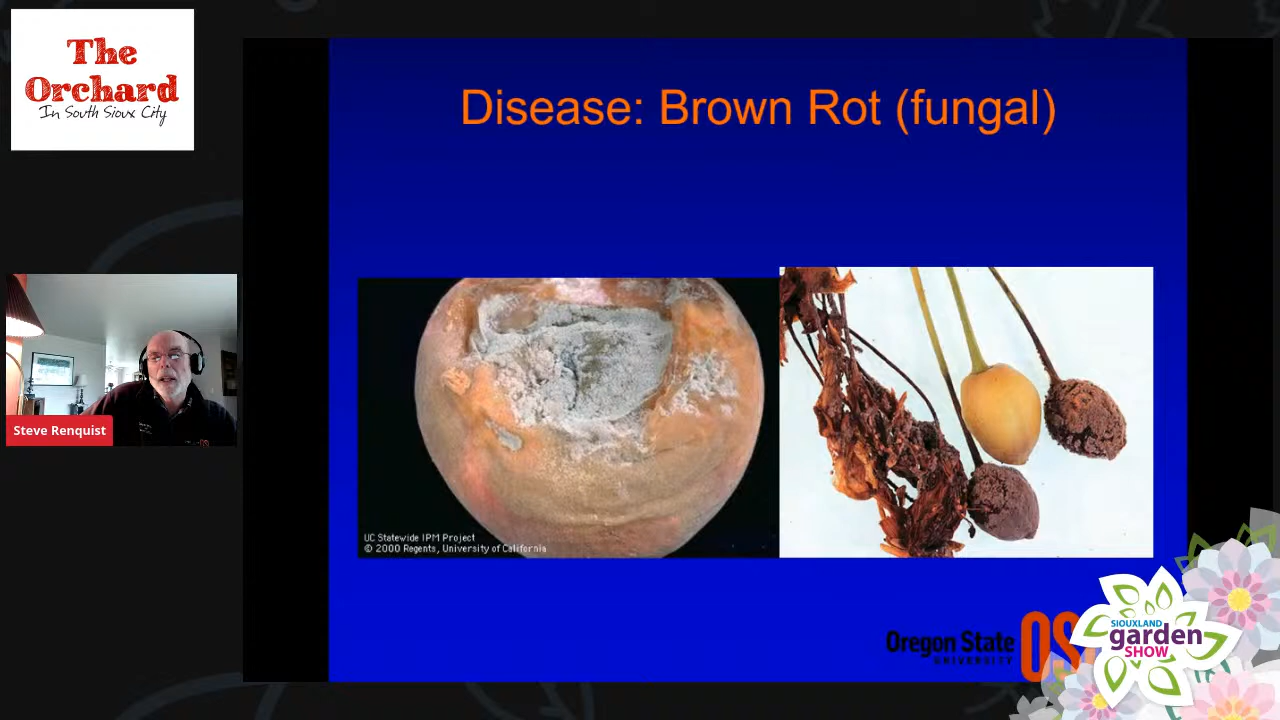 The
Orchard
In South Sioux City
Disease: Brown Rot (fungal)
Steve Renquist
UC Statewide IPM Project
© 2000 Regents, University of California
Oregon State
UNIVERSITY
OS
SIOUXLAND
garden
SHOW